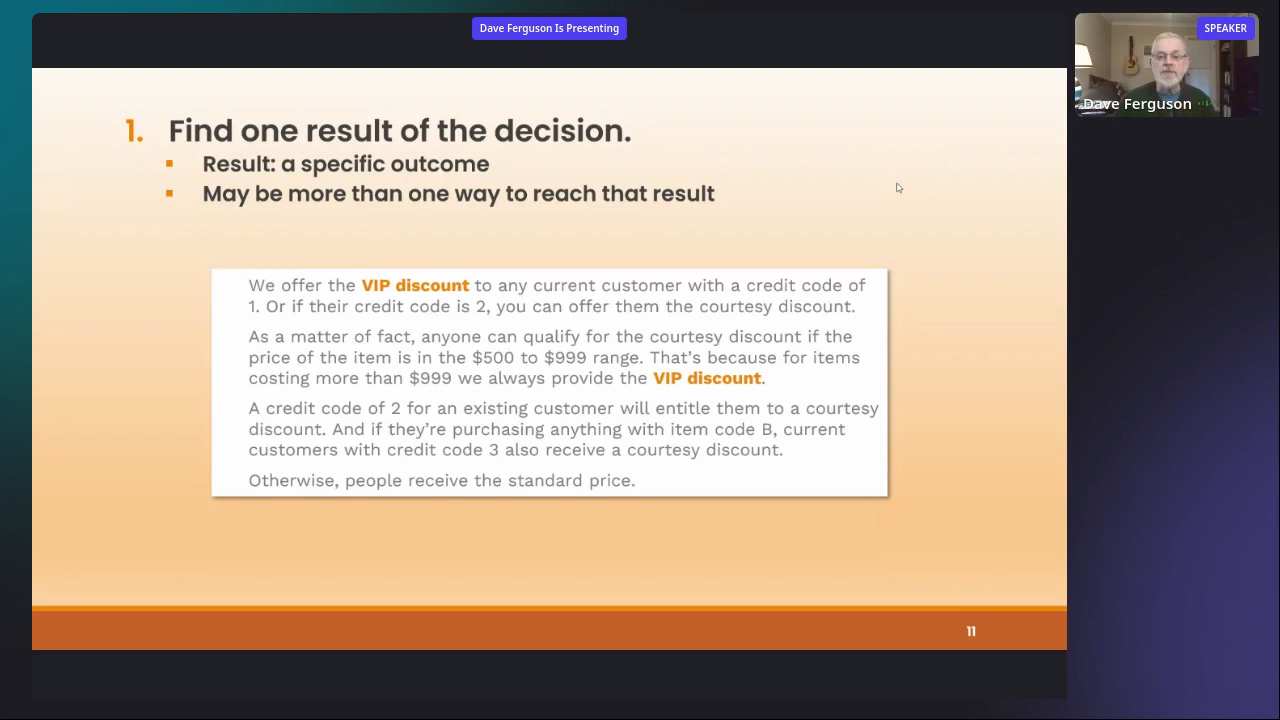 Dave Ferguson Is Presenting
SPEAKER
Dave Ferguson
1. Find one result of the decision.
▪ Result: a specific outcome
▪ May be more than one way to reach that result
We offer the VIP discount to any current customer with a credit code of
1. Or if their credit code is 2, you can offer them the courtesy discount.
As a matter of fact, anyone can qualify for the courtesy discount if the
price of the item is in the $500 to $999 range. That’s because for items
costing more than $999 we always provide the VIP discount.
A credit code of 2 for an existing customer will entitle them to a courtesy
discount. And if they’re purchasing anything with item code B, current
customers with credit code 3 also receive a courtesy discount.
Otherwise, people receive the standard price.
11